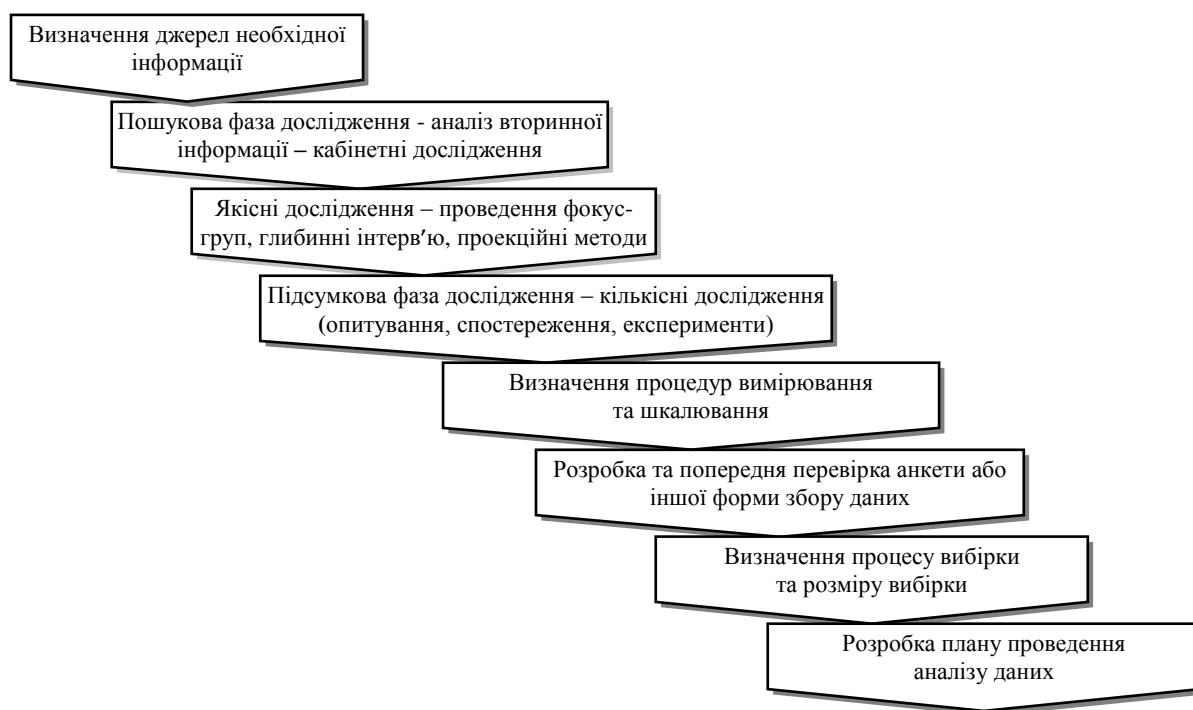 Визначення джерел необхідної
інформації
Пошукова фаза дослідження - аналіз вторинної
інформації – кабінетні дослідження
Якісні дослідження – проведення фокус-
груп, глибинні інтерв′ю, проекційні методи
Підсумкова фаза дослідження – кількісні дослідження
(опитування, спостереження, експерименти)
Визначення процедур вимірювання
та шкалювання
Розробка та попередня перевірка анкети або
іншої форми збору даних
Визначення процесу вибірки
та розміру вибірки
Розробка плану проведення
аналізу даних